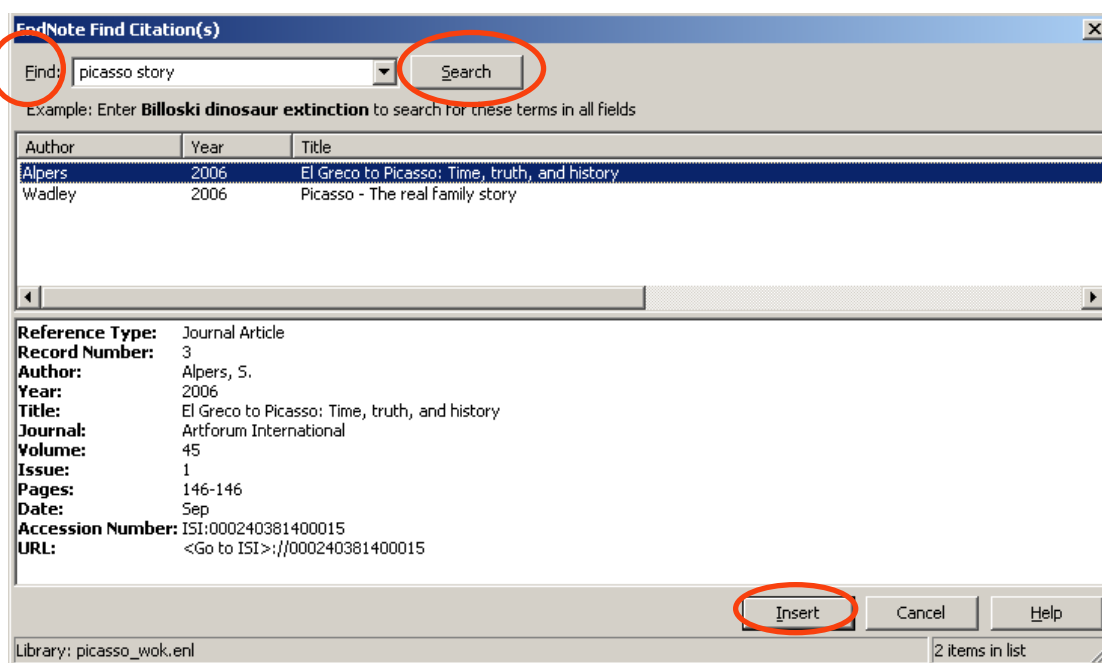 EndNote Find Citation(s)
Find: picasso story Search
Example: Enter Billoski dinosaur extinction to search for these terms in all fields
Author Year Title
Alpers 2006 El Greco to Picasso: Time, truth, and history
Wadley 2006 Picasso - The real family story
Reference Type: Journal Article
Record Number: 3
Author: Alpers, S.
Year: 2006
Title: El Greco to Picasso: Time, truth, and history
Journal: Artforum International
Volume: 45
Issue: 1
Pages: 146-146
Date: Sep
Accession Number: ISI:000240381400015
URL: <Go to ISI>://000240381400015
Insert Cancel Help
Library: picasso_wok.enl 2 items in list